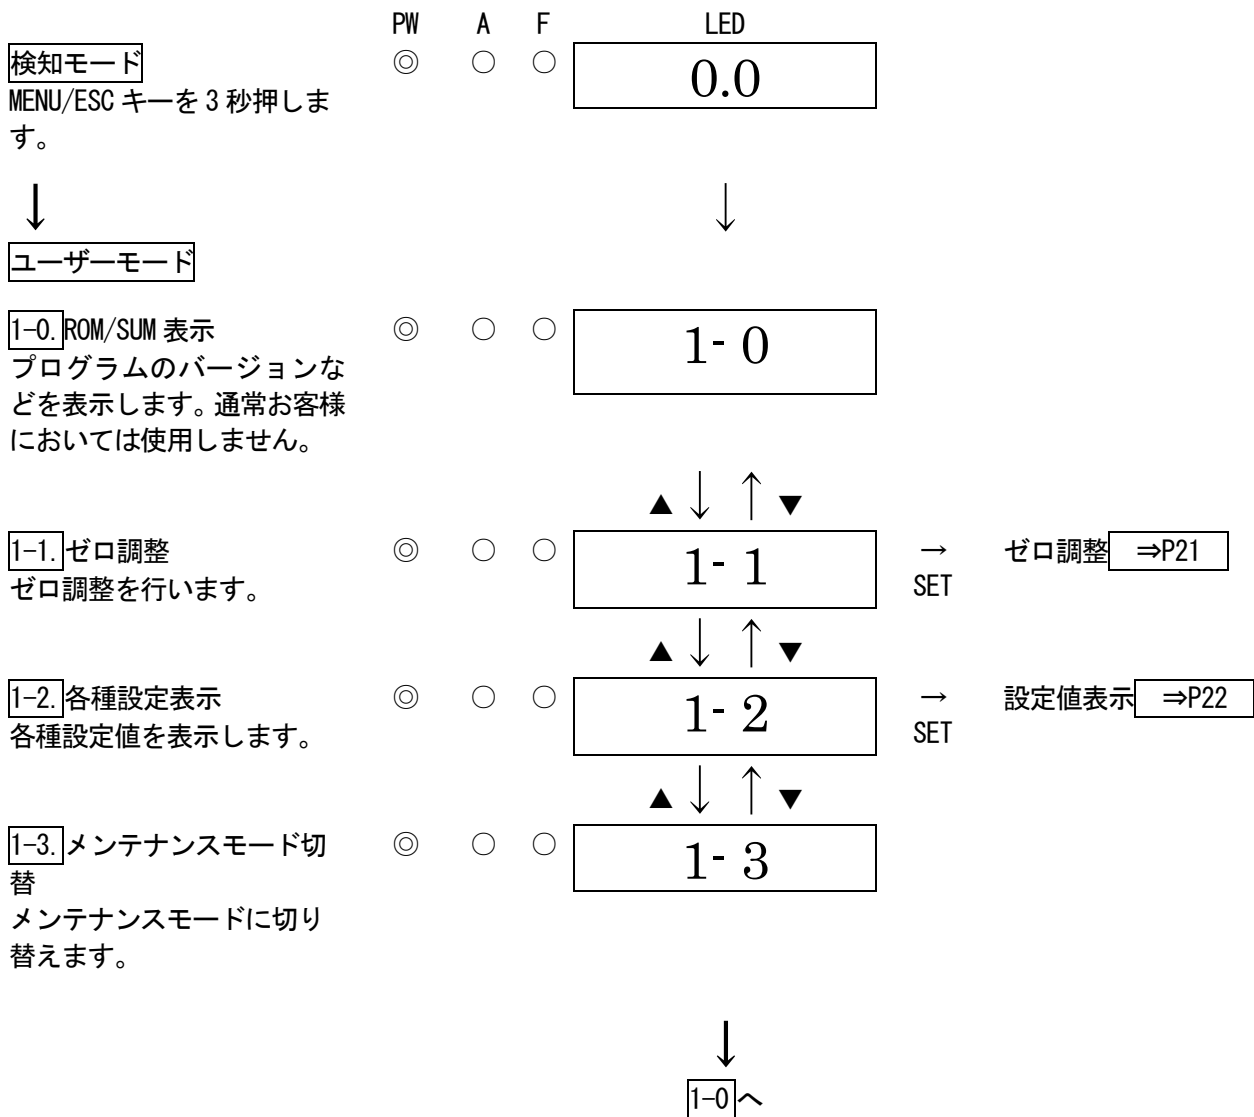 PW A F LED
検知モード ◎ ○ ○ 0.0
MENU/ESC キーを 3 秒押しま
す。
↓ ↓
ユーザーモード
1-0.ROM/SUM 表示 ◎ ○ ○ 1- 0
プログラムのバージョンな
どを表示します。通常お客様
においては使用しません。
▲ ↓ ↑ ▼
1-1.ゼロ調整 ◎ ○ ○ 1- 1 → ゼロ調整 ⇒P21
ゼロ調整を行います。 SET
▲ ↓ ↑ ▼
1-2.各種設定表示 ◎ ○ ○ 1- 2 → 設定値表示 ⇒P22
各種設定値を表示します。 SET
▲ ↓ ↑ ▼
1-3.メンテナンスモード切 ◎ ○ ○ 1- 3
替
メンテナンスモードに切り
替えます。
↓
1-0へ